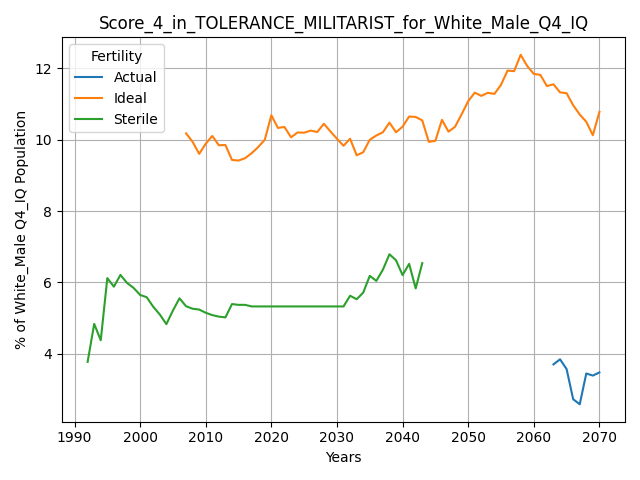 Score_4_in_TOLERANCE_MILITARIST_for_White_Male_Q4_IQ
Fertility
Actual
Ideal
Sterile
% of White_Male Q4_IQ Population
12
10
8
6
4
1990 2000 2010 2020 2030 2040 2050 2060 2070
Years